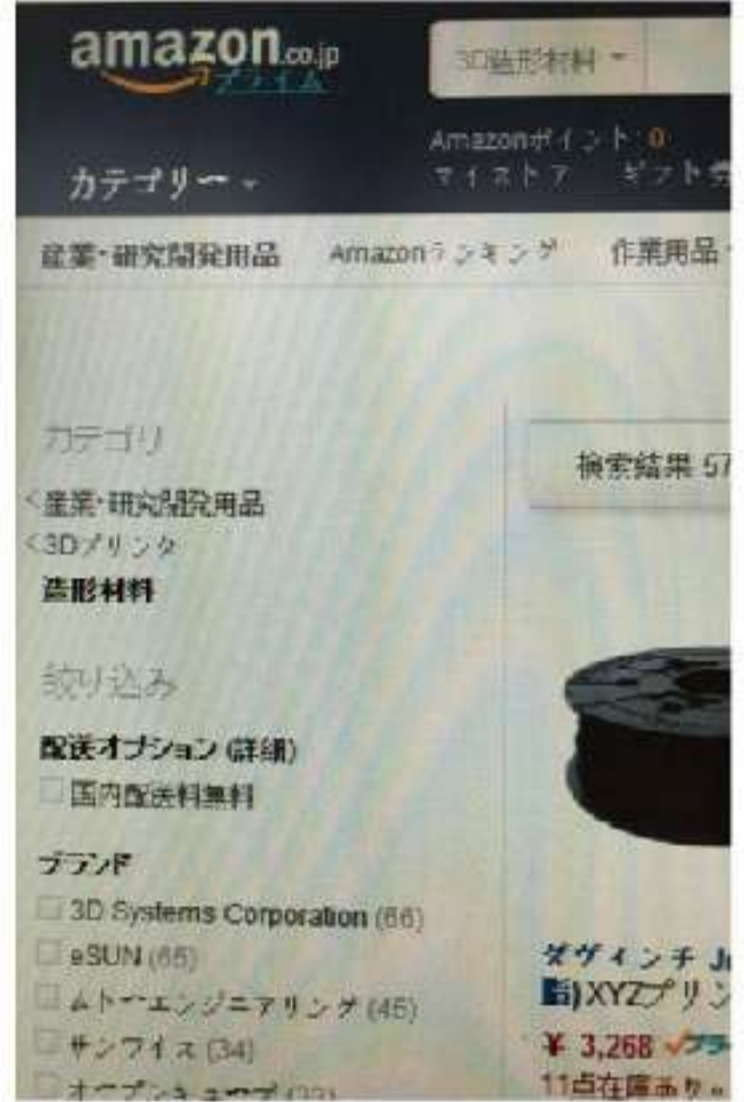 amazon.co.jp
プライム
3D造形材料
Amazonポイント: 0
カテゴリー
マイストア ギフト券
産業・研究開発用品 Amazonランキング 作業用品
カテゴリ
検索結果 57
<産業・研究開発用品
<3Dプリンタ
造形材料
絞り込み
配送オプション (詳細)
国内配送料無料
ブランド
3D Systems Corporation (66)
eSUN (65)
ダヴィンチ
ムトーエンジニアリング (45)
XYZプリン
サンワイズ (34)
¥ 3,268
11点在庫あり。